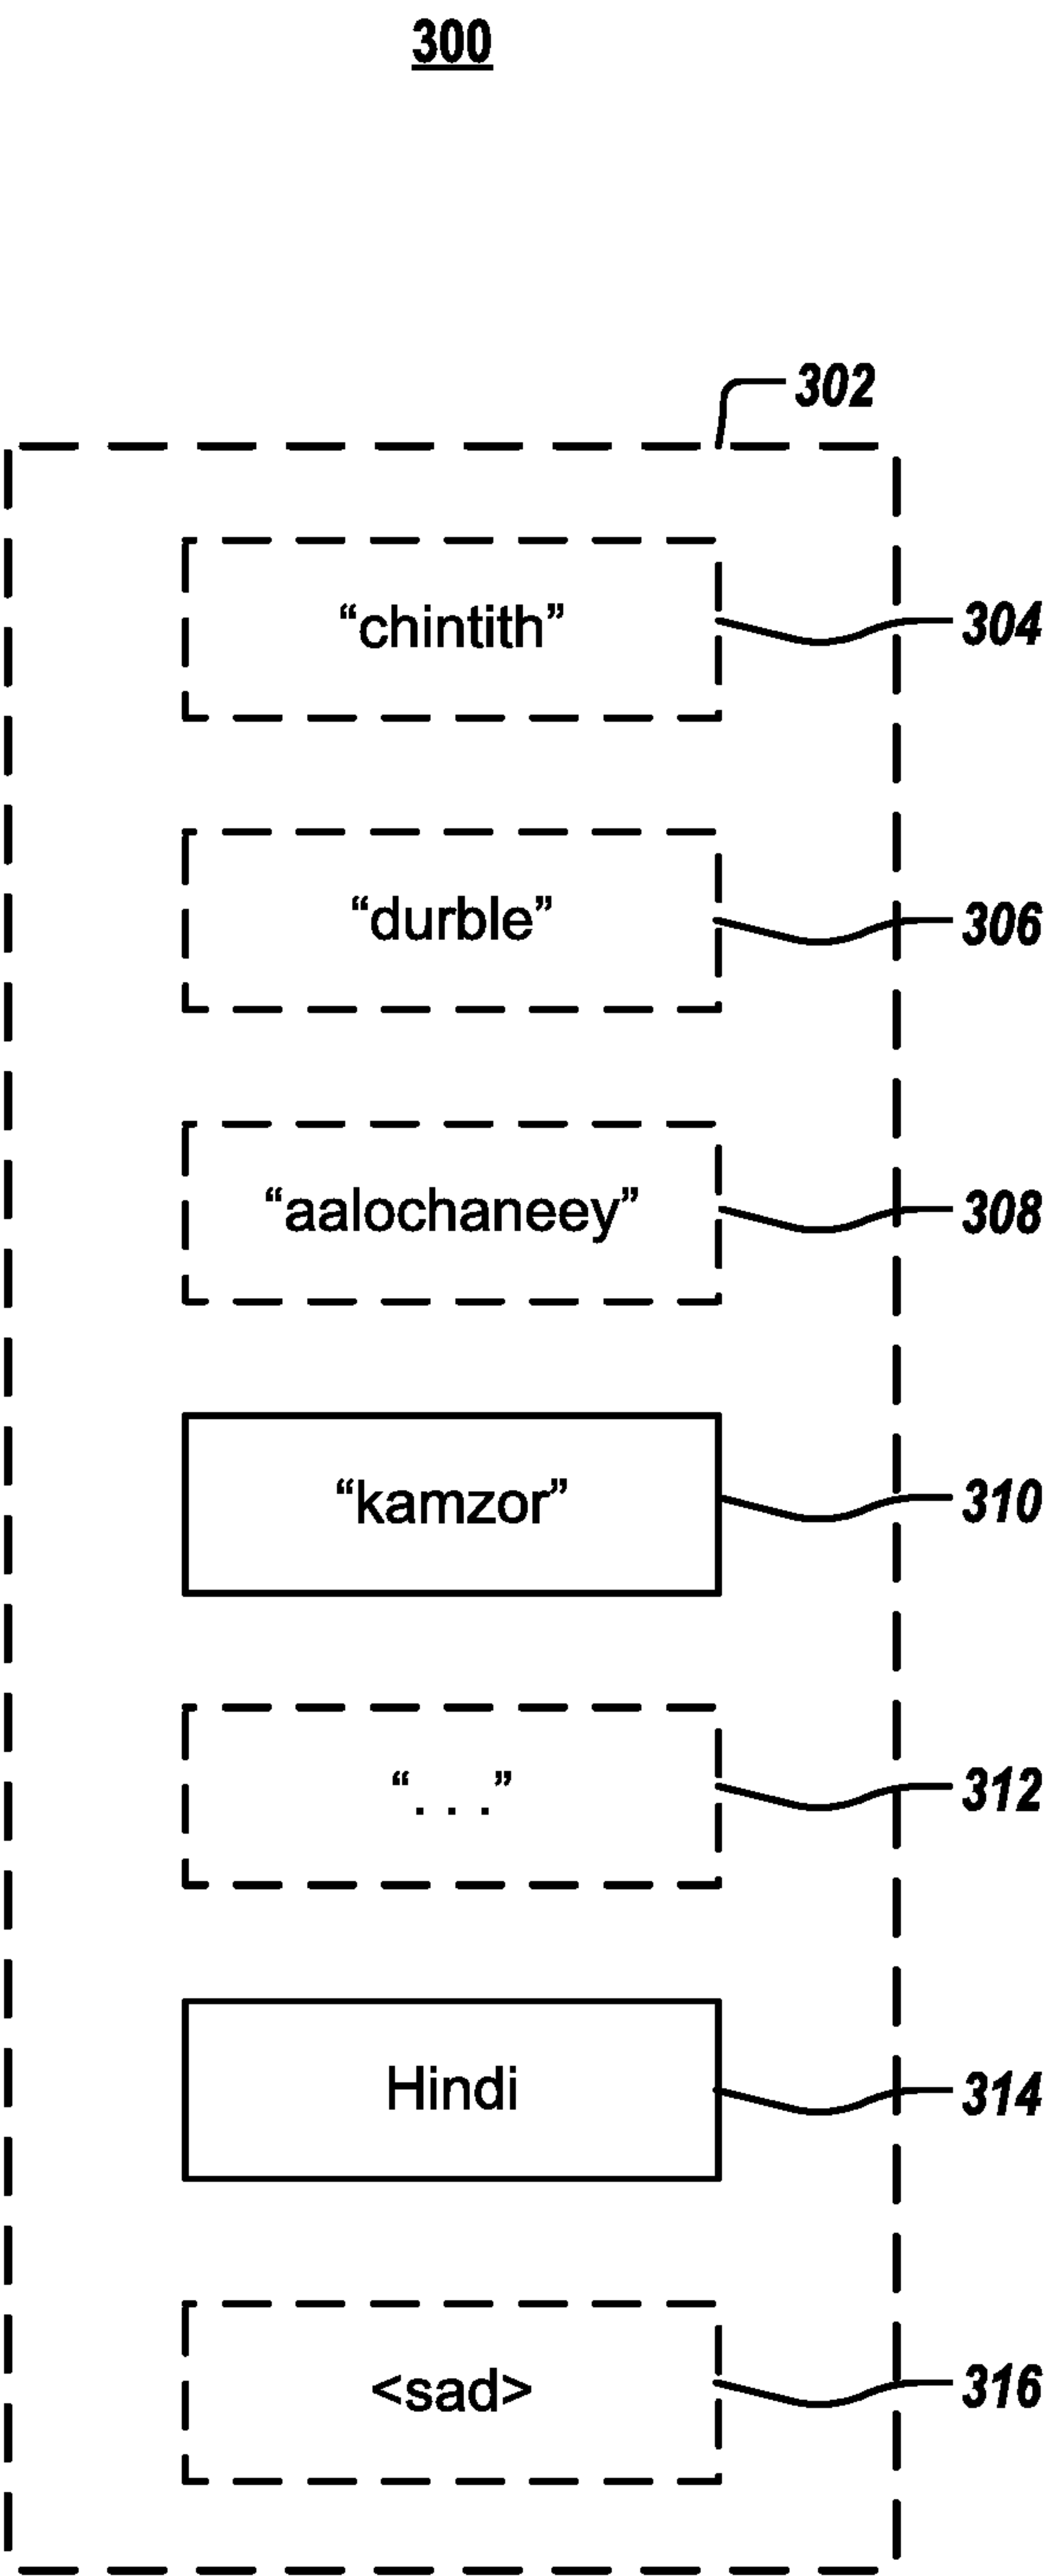 300
302
“chintith”
304
“durble”
306
“aalochaneey”
308
“kamzor”
310
“. . .”
312
Hindi
314
<sad>
316